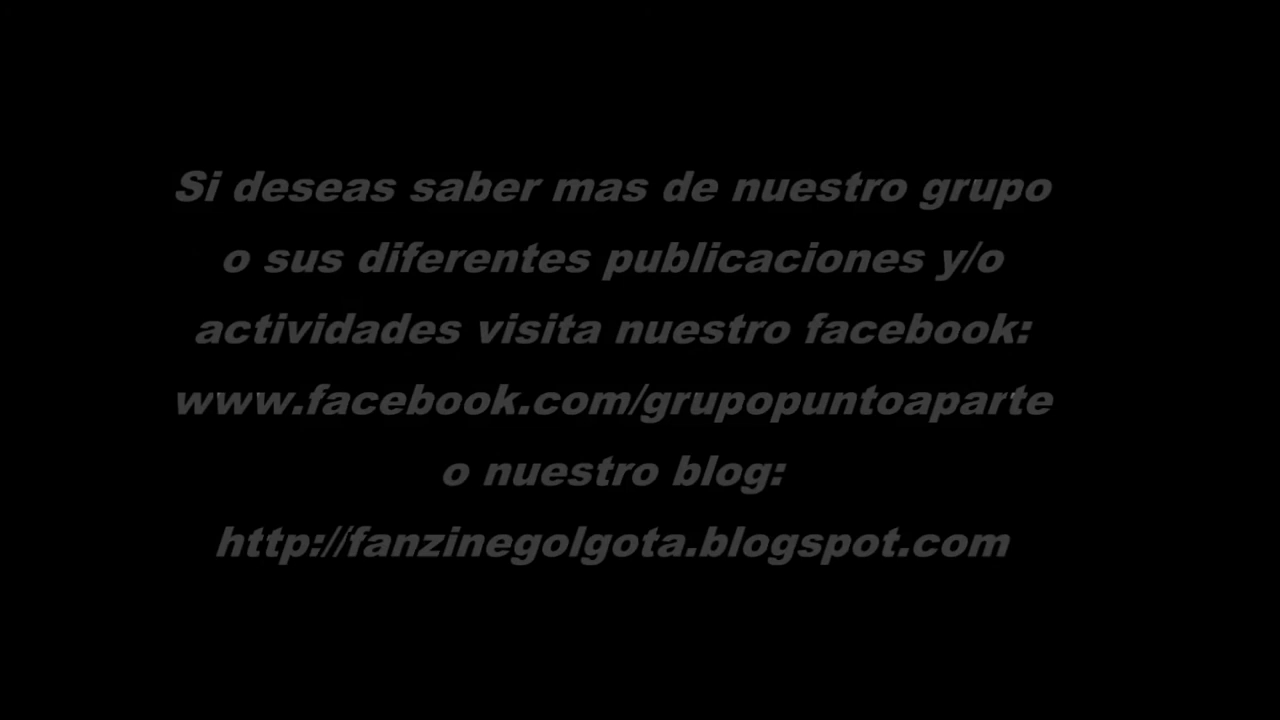 Si deseas saber mas de nuestro grupo
o sus diferentes publicaciones y/o
actividades visita nuestro facebook:
www.facebook.com/grupopuntoaparte
o nuestro blog:
http://fanzinegolgota.blogspot.com